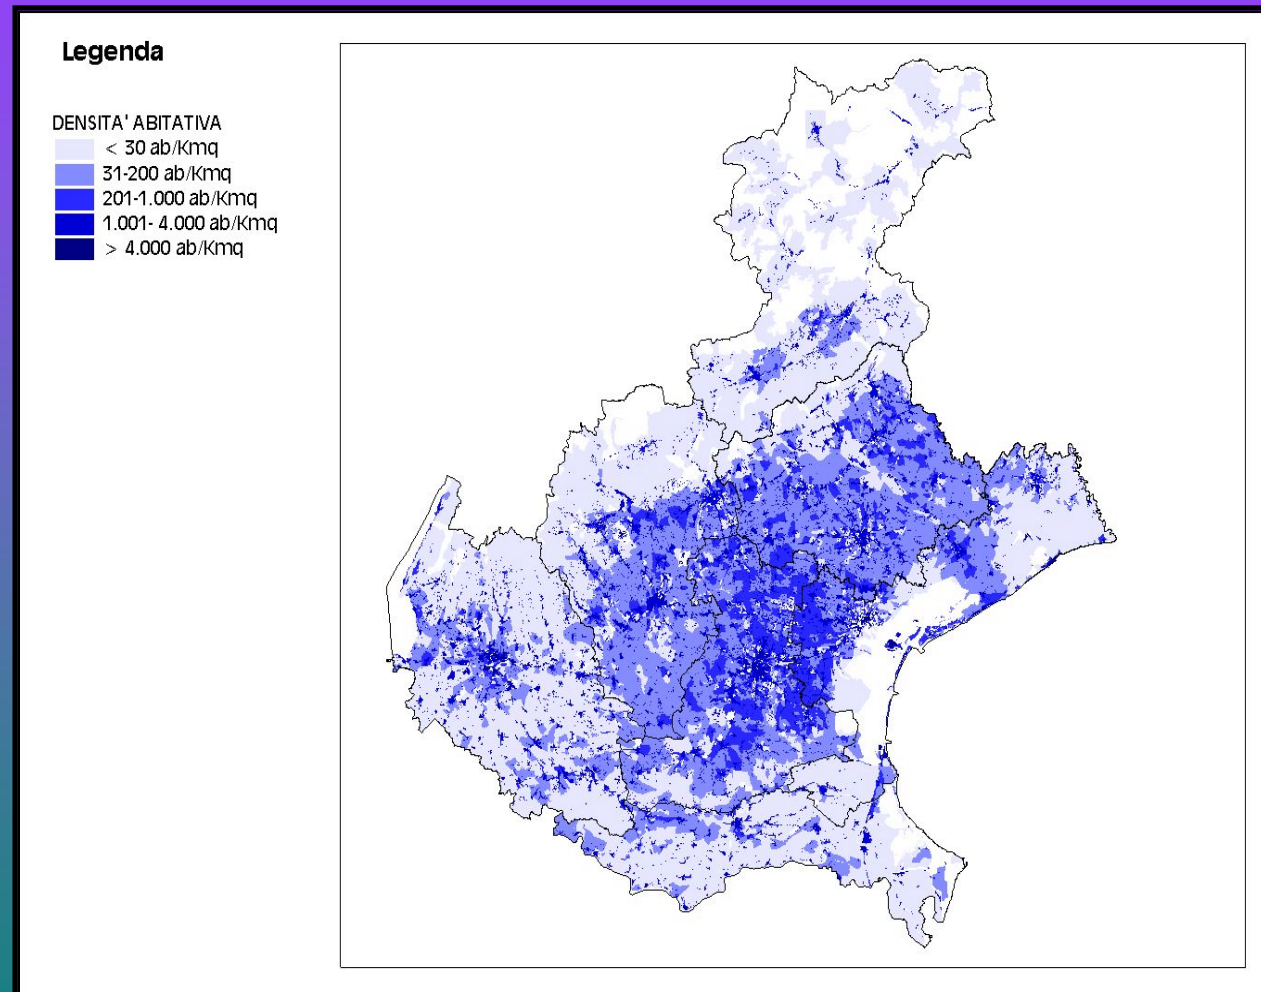 Legenda
DENSITA' ABITATIVA
< 30 ab/Kmq
31-200 ab/Kmq
201-1.000 ab/Kmq
1.001- 4.000 ab/Kmq
> 4.000 ab/Kmq